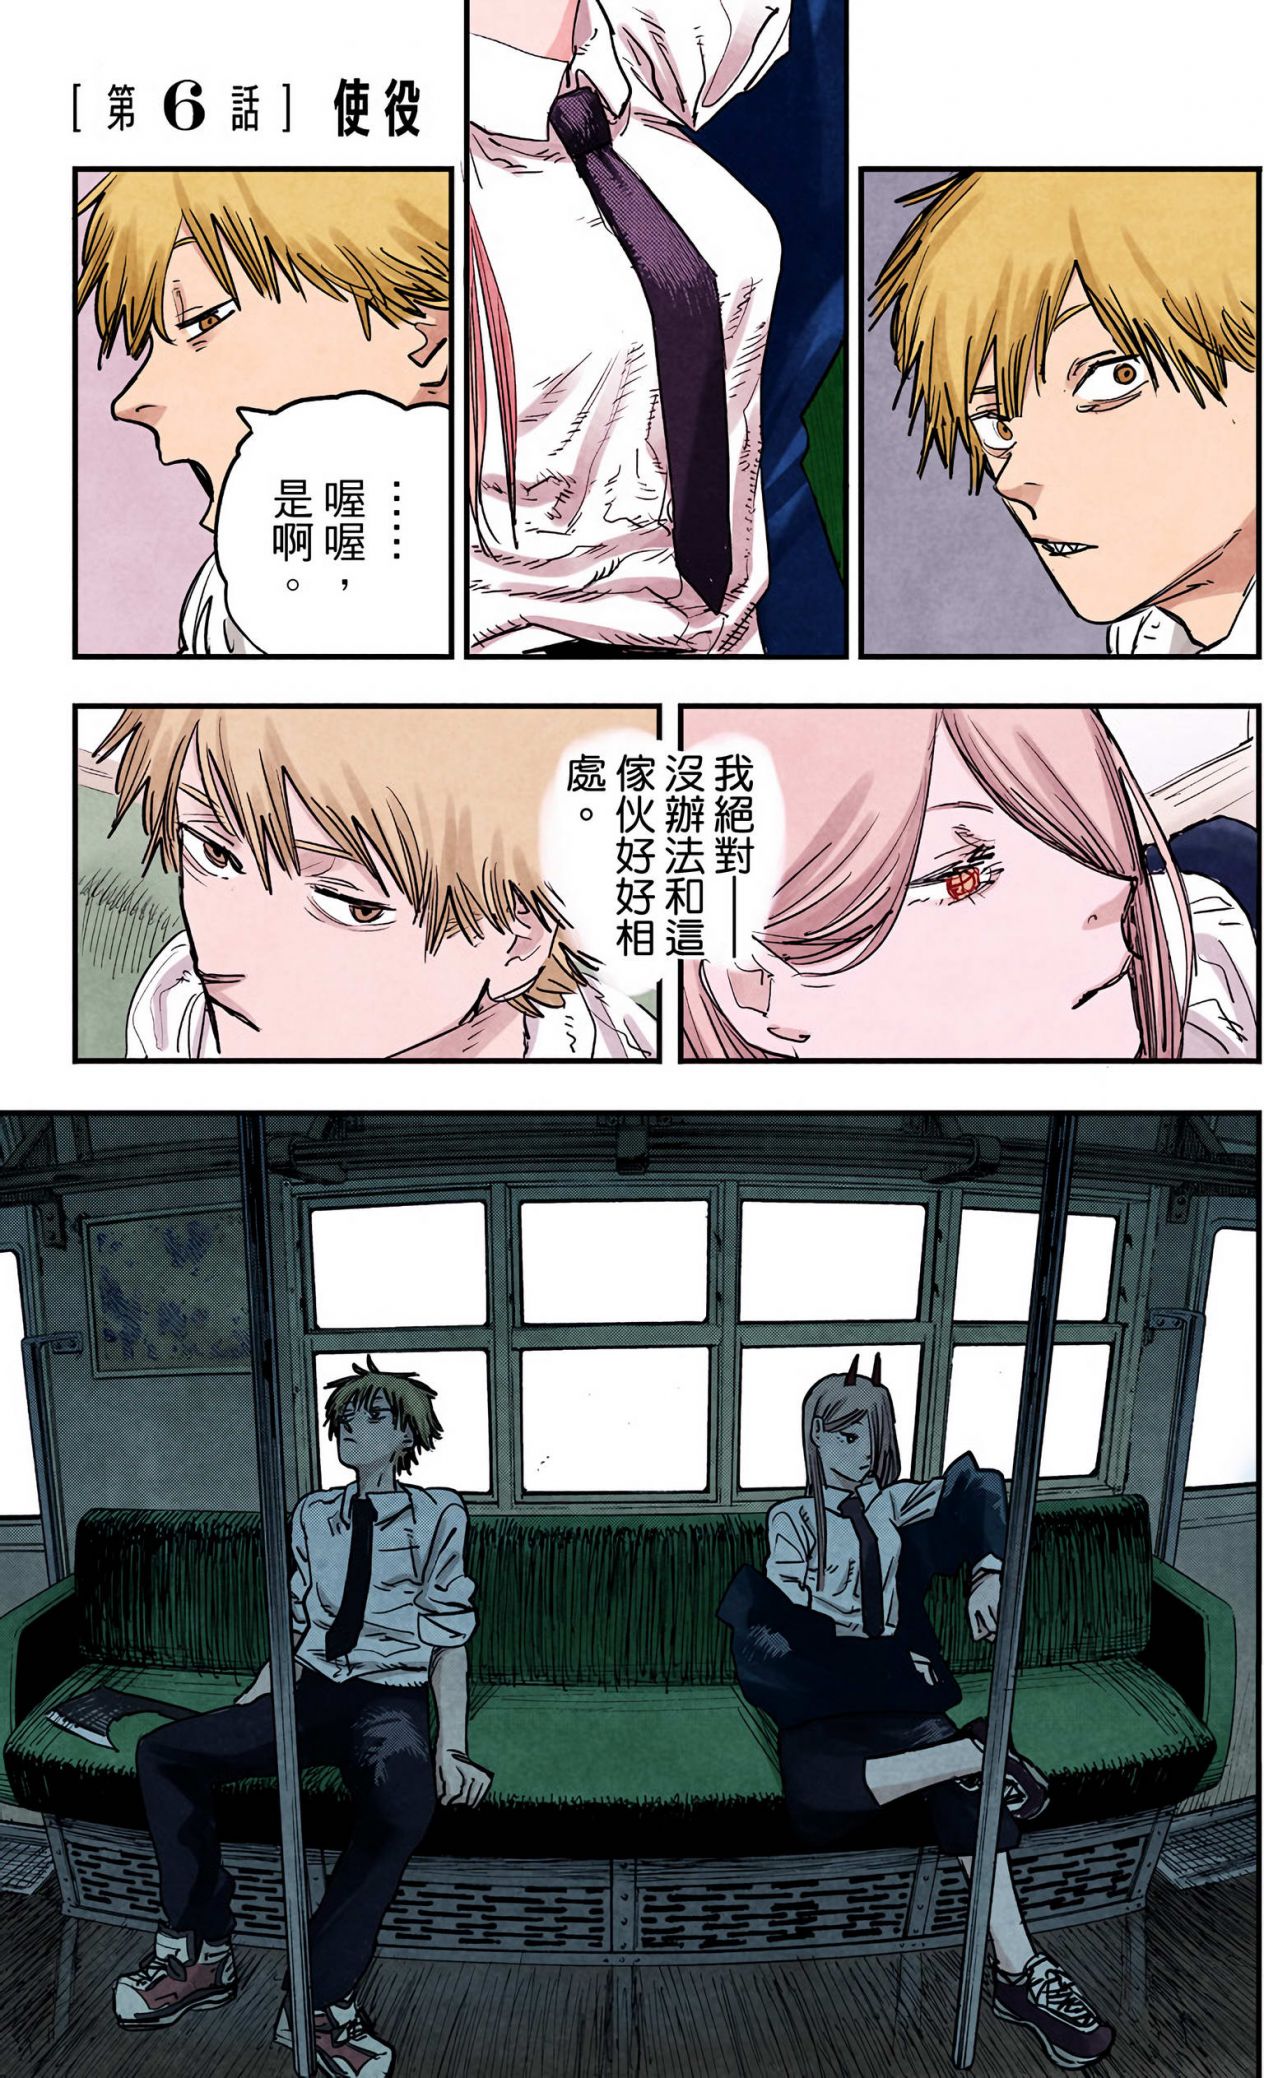 [第6話] 使役
……
喔喔，
是啊。
我絕對——
沒辦法和這
傢伙好好相
處。